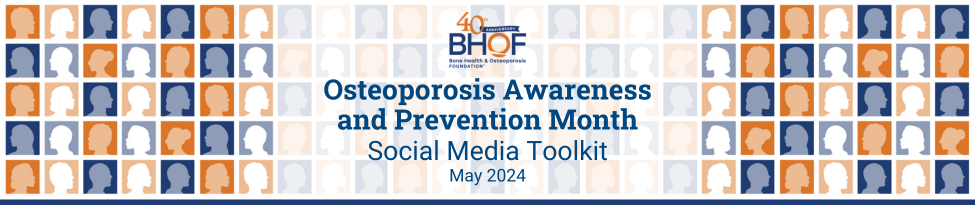 40th ANNIVERSARY
BHOF
Bone Health & Osteoporosis
FOUNDATION
Osteoporosis Awareness
and Prevention Month
Social Media Toolkit
May 2024